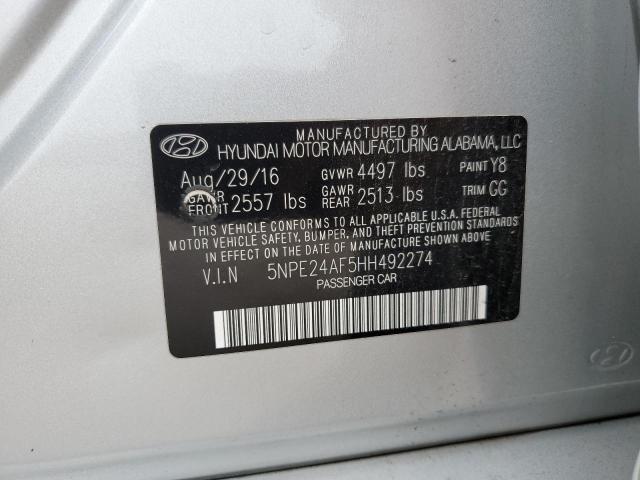 MANUFACTURED BY
HYUNDAI MOTOR MANUFACTURING ALABAMA, LLC
Aug/29/16 GVWR 4497 lbs PAINT Y8
GAWR FRONT 2557 lbs GAWR REAR 2513 lbs TRIM GG
THIS VEHICLE CONFORMS TO ALL APPLICABLE U.S.A. FEDERAL
MOTOR VEHICLE SAFETY, BUMPER, AND THEFT PREVENTION STANDARDS
IN EFFECT ON THE DATE OF MANUFACTURE SHOWN ABOVE.
V.I.N 5NPE24AF5HH492274
PASSENGER CAR